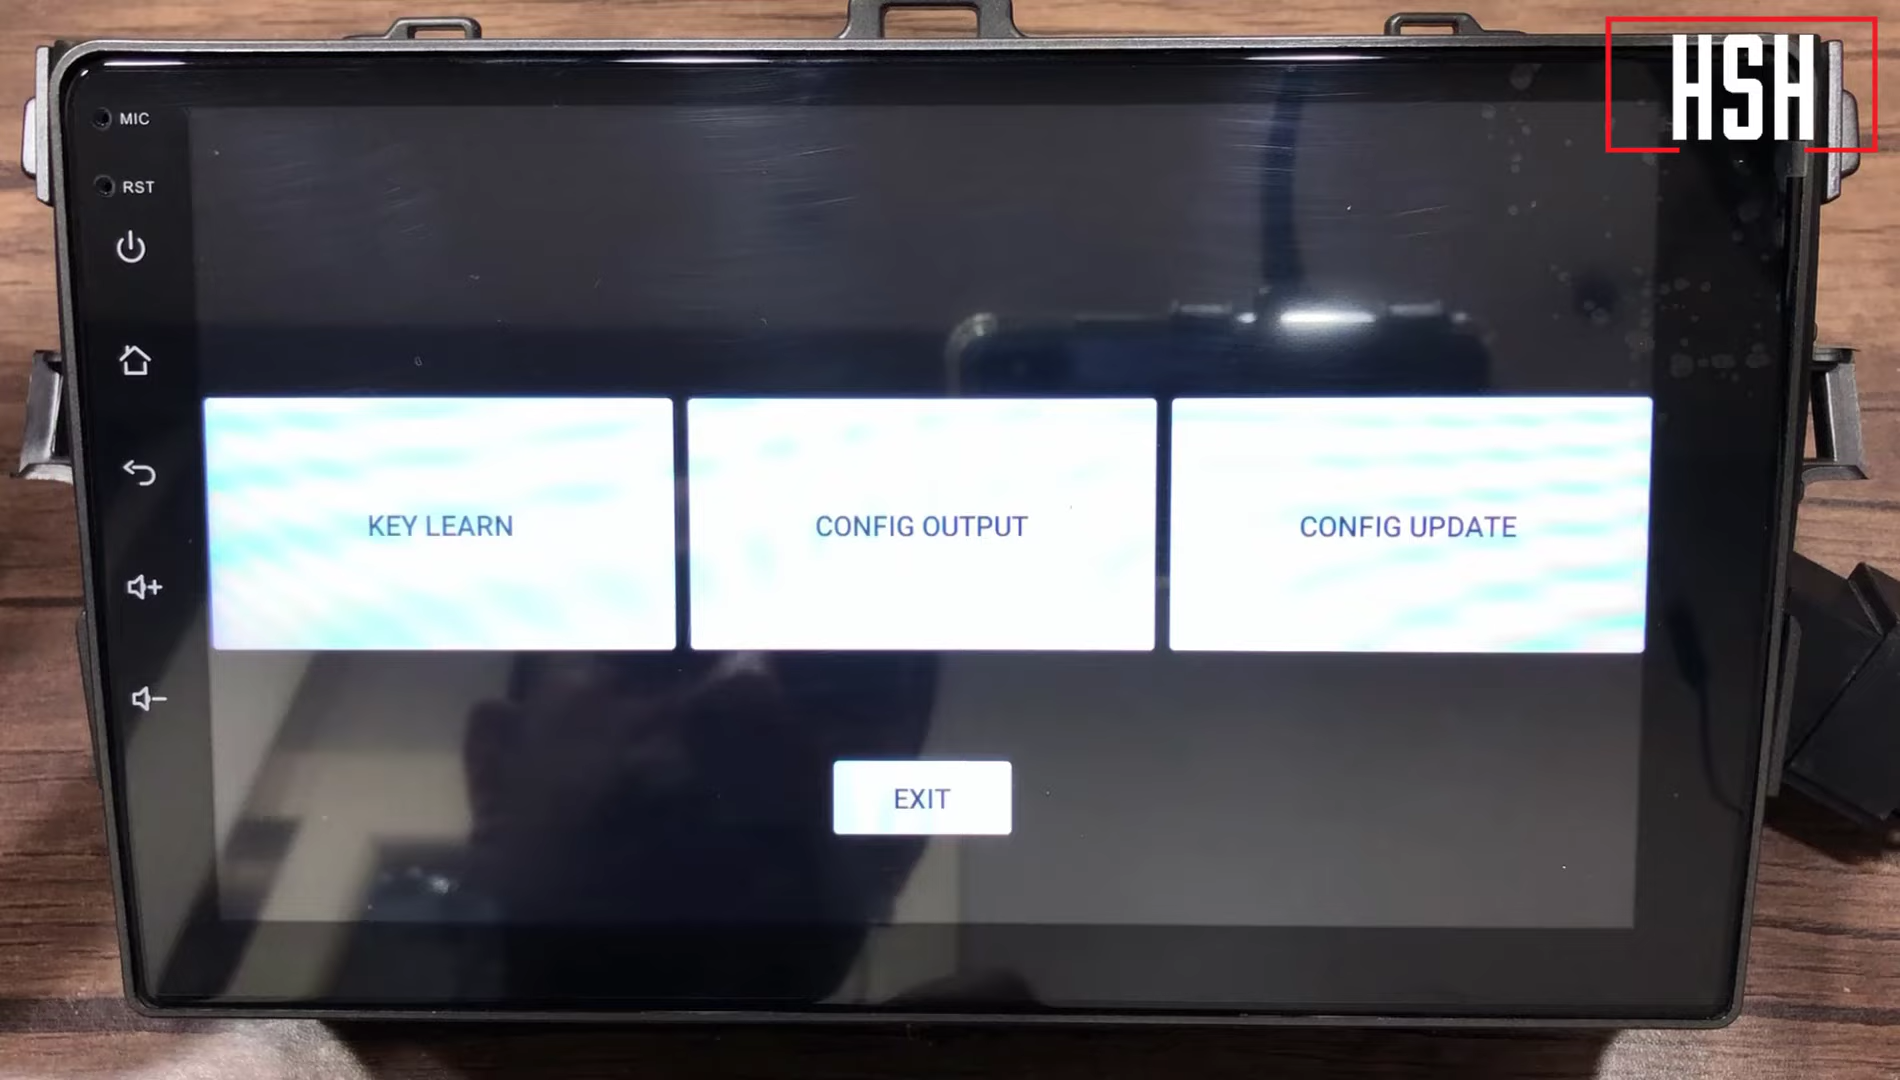 HSH
MIC
RST
KEY LEARN
CONFIG OUTPUT
CONFIG UPDATE
EXIT